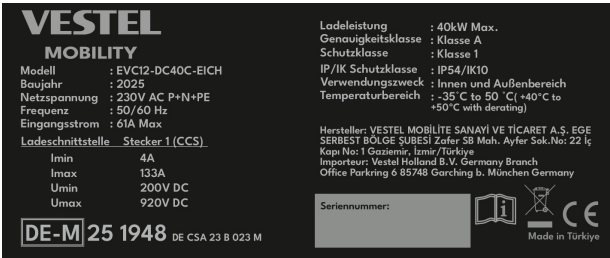 VESTEL
MOBILITY
Modell : EVC12-DC40C-EICH
Baujahr : 2025
Netzspannung : 230V AC P+N+PE
Frequenz : 50/60 Hz
Eingangsstrom : 61A Max
Ladeschnittstelle Stecker 1 (CCS)
Imin 4A
Imax 133A
Umin 200V DC
Umax 920V DC
DE-M 25 1948 DE CSA 23 B 023 M
Ladeleistung : 40kW Max.
Genauigkeitsklasse : Klasse A
Schutzklasse : Klasse 1
IP/IK Schutzklasse : IP54/IK10
Verwendungszweck : Innen und Außenbereich
Temperaturbereich : -35°C to 50 °C( +40°C to
+50°C with derating)
Hersteller: VESTEL MOBİLİTE SANAYİ VE TİCARET A.Ş. EGE
SERBEST BÖLGE ŞUBESİ Zafer SB Mah. Ayfer Sok.No: 22 İç
Kapı No: 1 Gaziemir, İzmir/Türkiye
Importeur: Vestel Holland B.V. Germany Branch
Office Parkring 6 85748 Garching b. München Germany
Seriennummer:
CE
Made in Türkiye